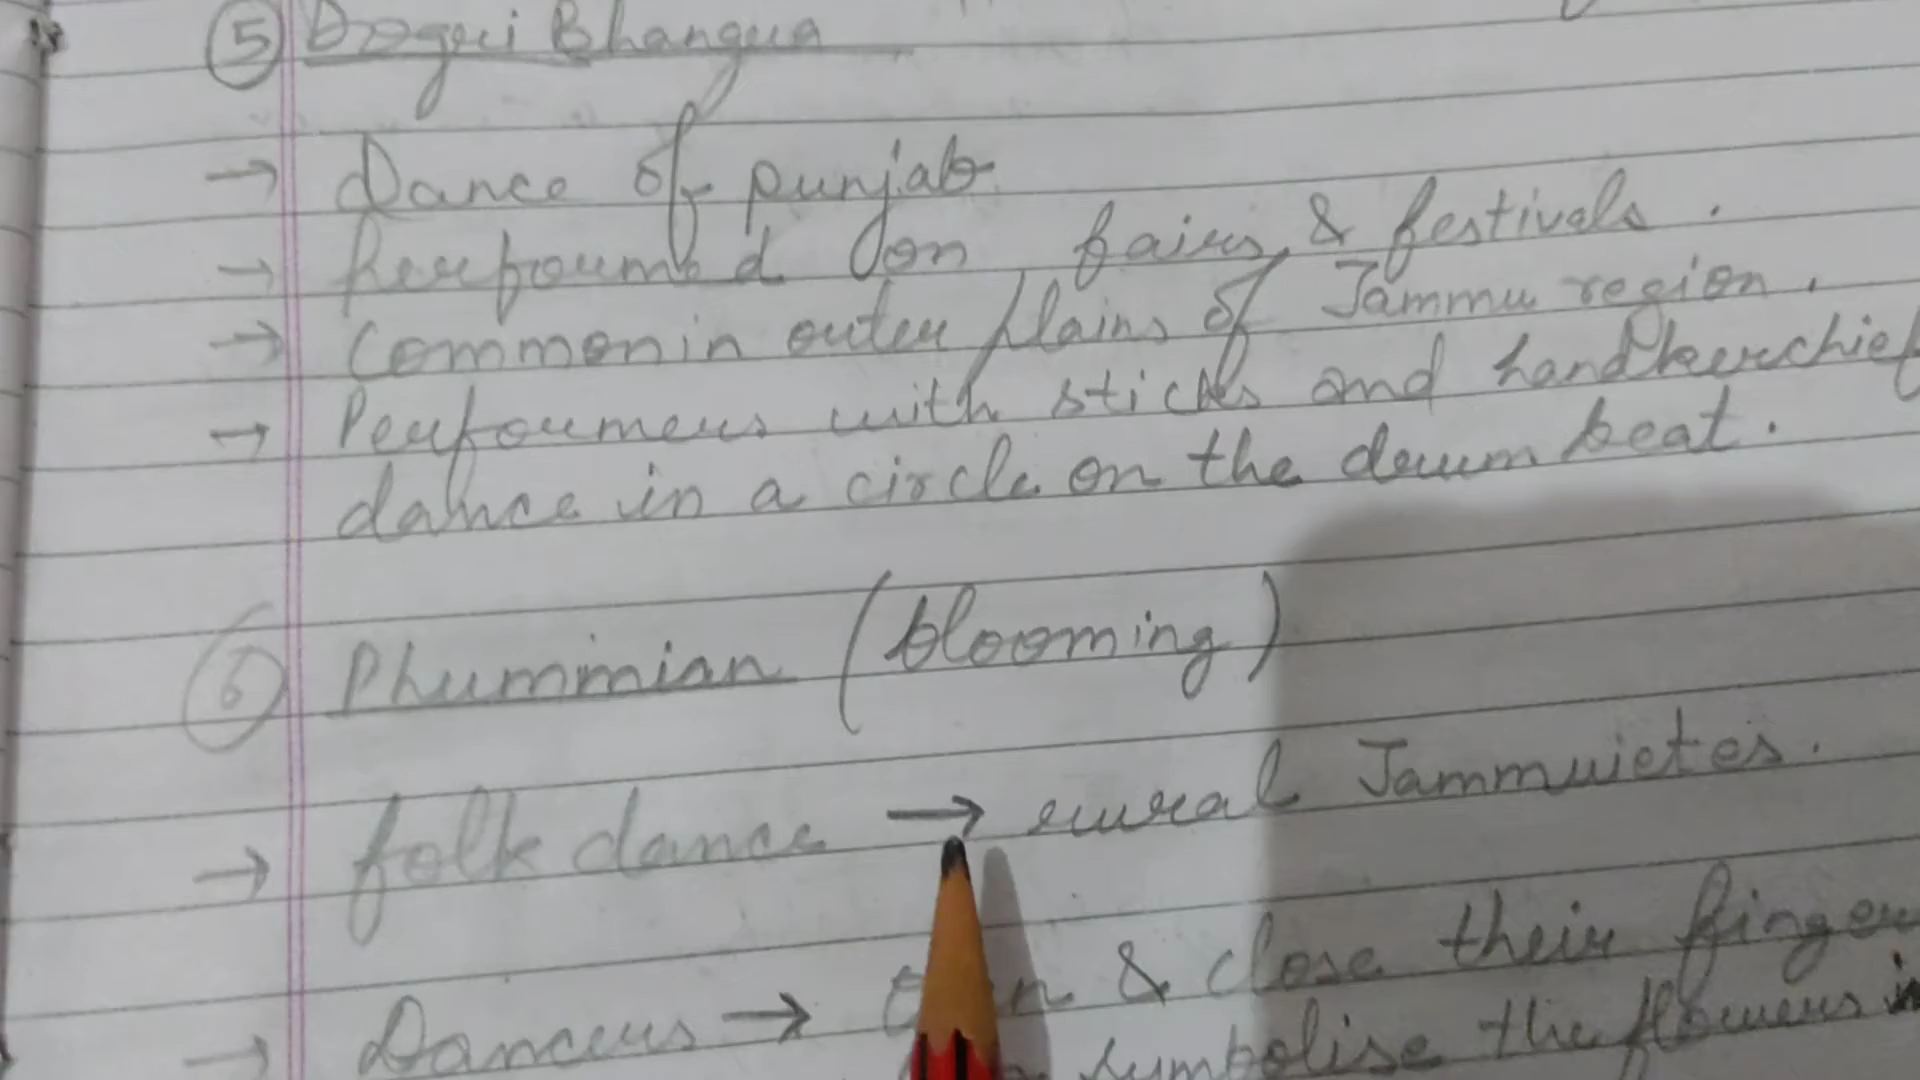 ⑤ Dogri Bhangra
→ Dance of punjab
→ Performed on fairs & festivals.
→ Common in outer plains of Jammu region.
→ Performers with sticks and handkerchief
dance in a circle on the drum beat.
⑥ Phummian (blooming)
→ folk dance → rural Jammuietes.
→ Dancers → & close their finger
symbolise the flowers in